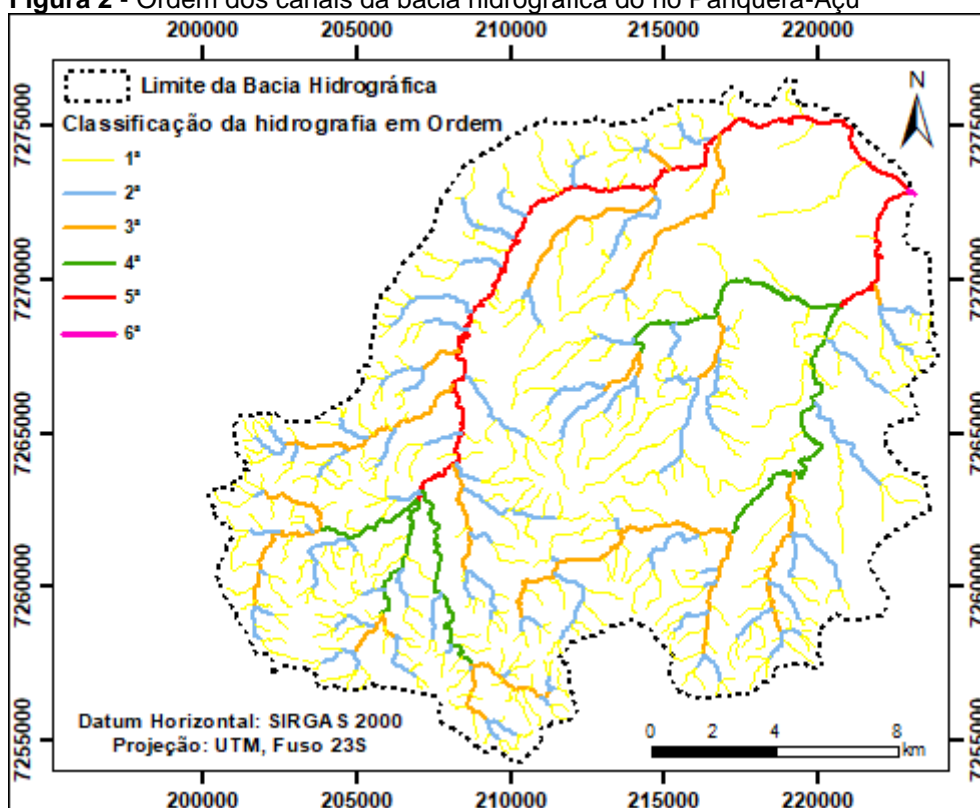 Figura 2 - Ordem dos canais da bacia hidrográfica do rio Pariquera-Açu
200000 205000 210000 215000 220000
Limite da Bacia Hidrográfica
N
Classificação da hidrografia em Ordem
1ª
2ª
3ª
4ª
5ª
6ª
7275000
7270000
7265000
7260000
7255000
7275000
7270000
7265000
7260000
7255000
Datum Horizontal: SIRGAS 2000
Projeção: UTM, Fuso 23S
0 2 4 8
km
200000 205000 210000 215000 220000